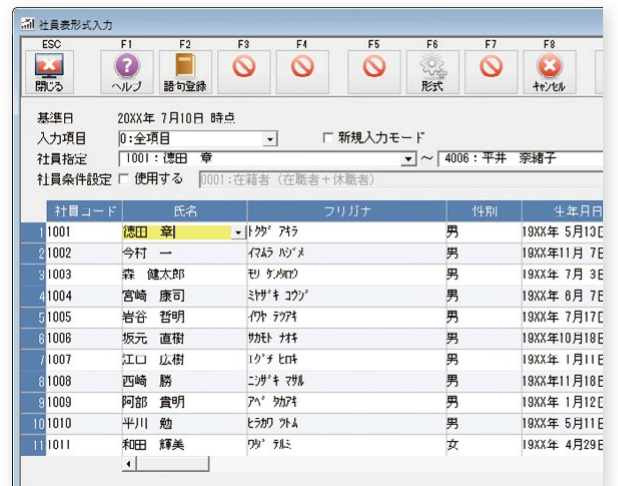 社員表形式入力
ESC F1 F2 F3 F4 F5 F6 F7 F8
閉じる ヘルプ 語句登録 形式 ｷｬﾝｾﾙ
基準日 20XX年 7月10日 時点
入力項目 0:全項目 新規入力モード
社員指定 1001：徳田 章 ～ 4006：平井 奈緒子
社員条件設定 使用する 0001:在籍者（在職者＋休職者）
社員コード 氏名 フリガナ 性別 生年月日
1 1001 徳田 章 ﾄｸﾀﾞ ｱｷﾗ 男 19XX年 5月13日
2 1002 今村 一 ｲﾏﾑﾗ ﾊｼﾞﾒ 男 19XX年11月 7日
3 1003 森 健太郎 ﾓﾘ ｹﾝﾀﾛｳ 男 19XX年 7月 3日
4 1004 宮崎 康司 ﾐﾔｻﾞｷ ｺｳｼﾞ 男 19XX年 6月 7日
5 1005 岩谷 哲明 ｲﾜﾔ ﾃﾂｱｷ 男 19XX年 7月17日
6 1006 坂元 直樹 ｻｶﾓﾄ ﾅｵｷ 男 19XX年10月18日
7 1007 江口 広樹 ｴｸﾞﾁ ﾋﾛｷ 男 19XX年 1月11日
8 1008 西崎 勝 ﾆｼｻﾞｷ ﾏｻﾙ 男 19XX年11月18日
9 1009 阿部 貴明 ｱﾍﾞ ﾀｶｱｷ 男 19XX年 1月12日
10 1010 平川 勉 ﾋﾗｶﾜ ﾂﾄﾑ 男 19XX年 5月11日
11 1011 和田 輝美 ﾜﾀﾞ ﾃﾙﾐ 女 19XX年 4月29日